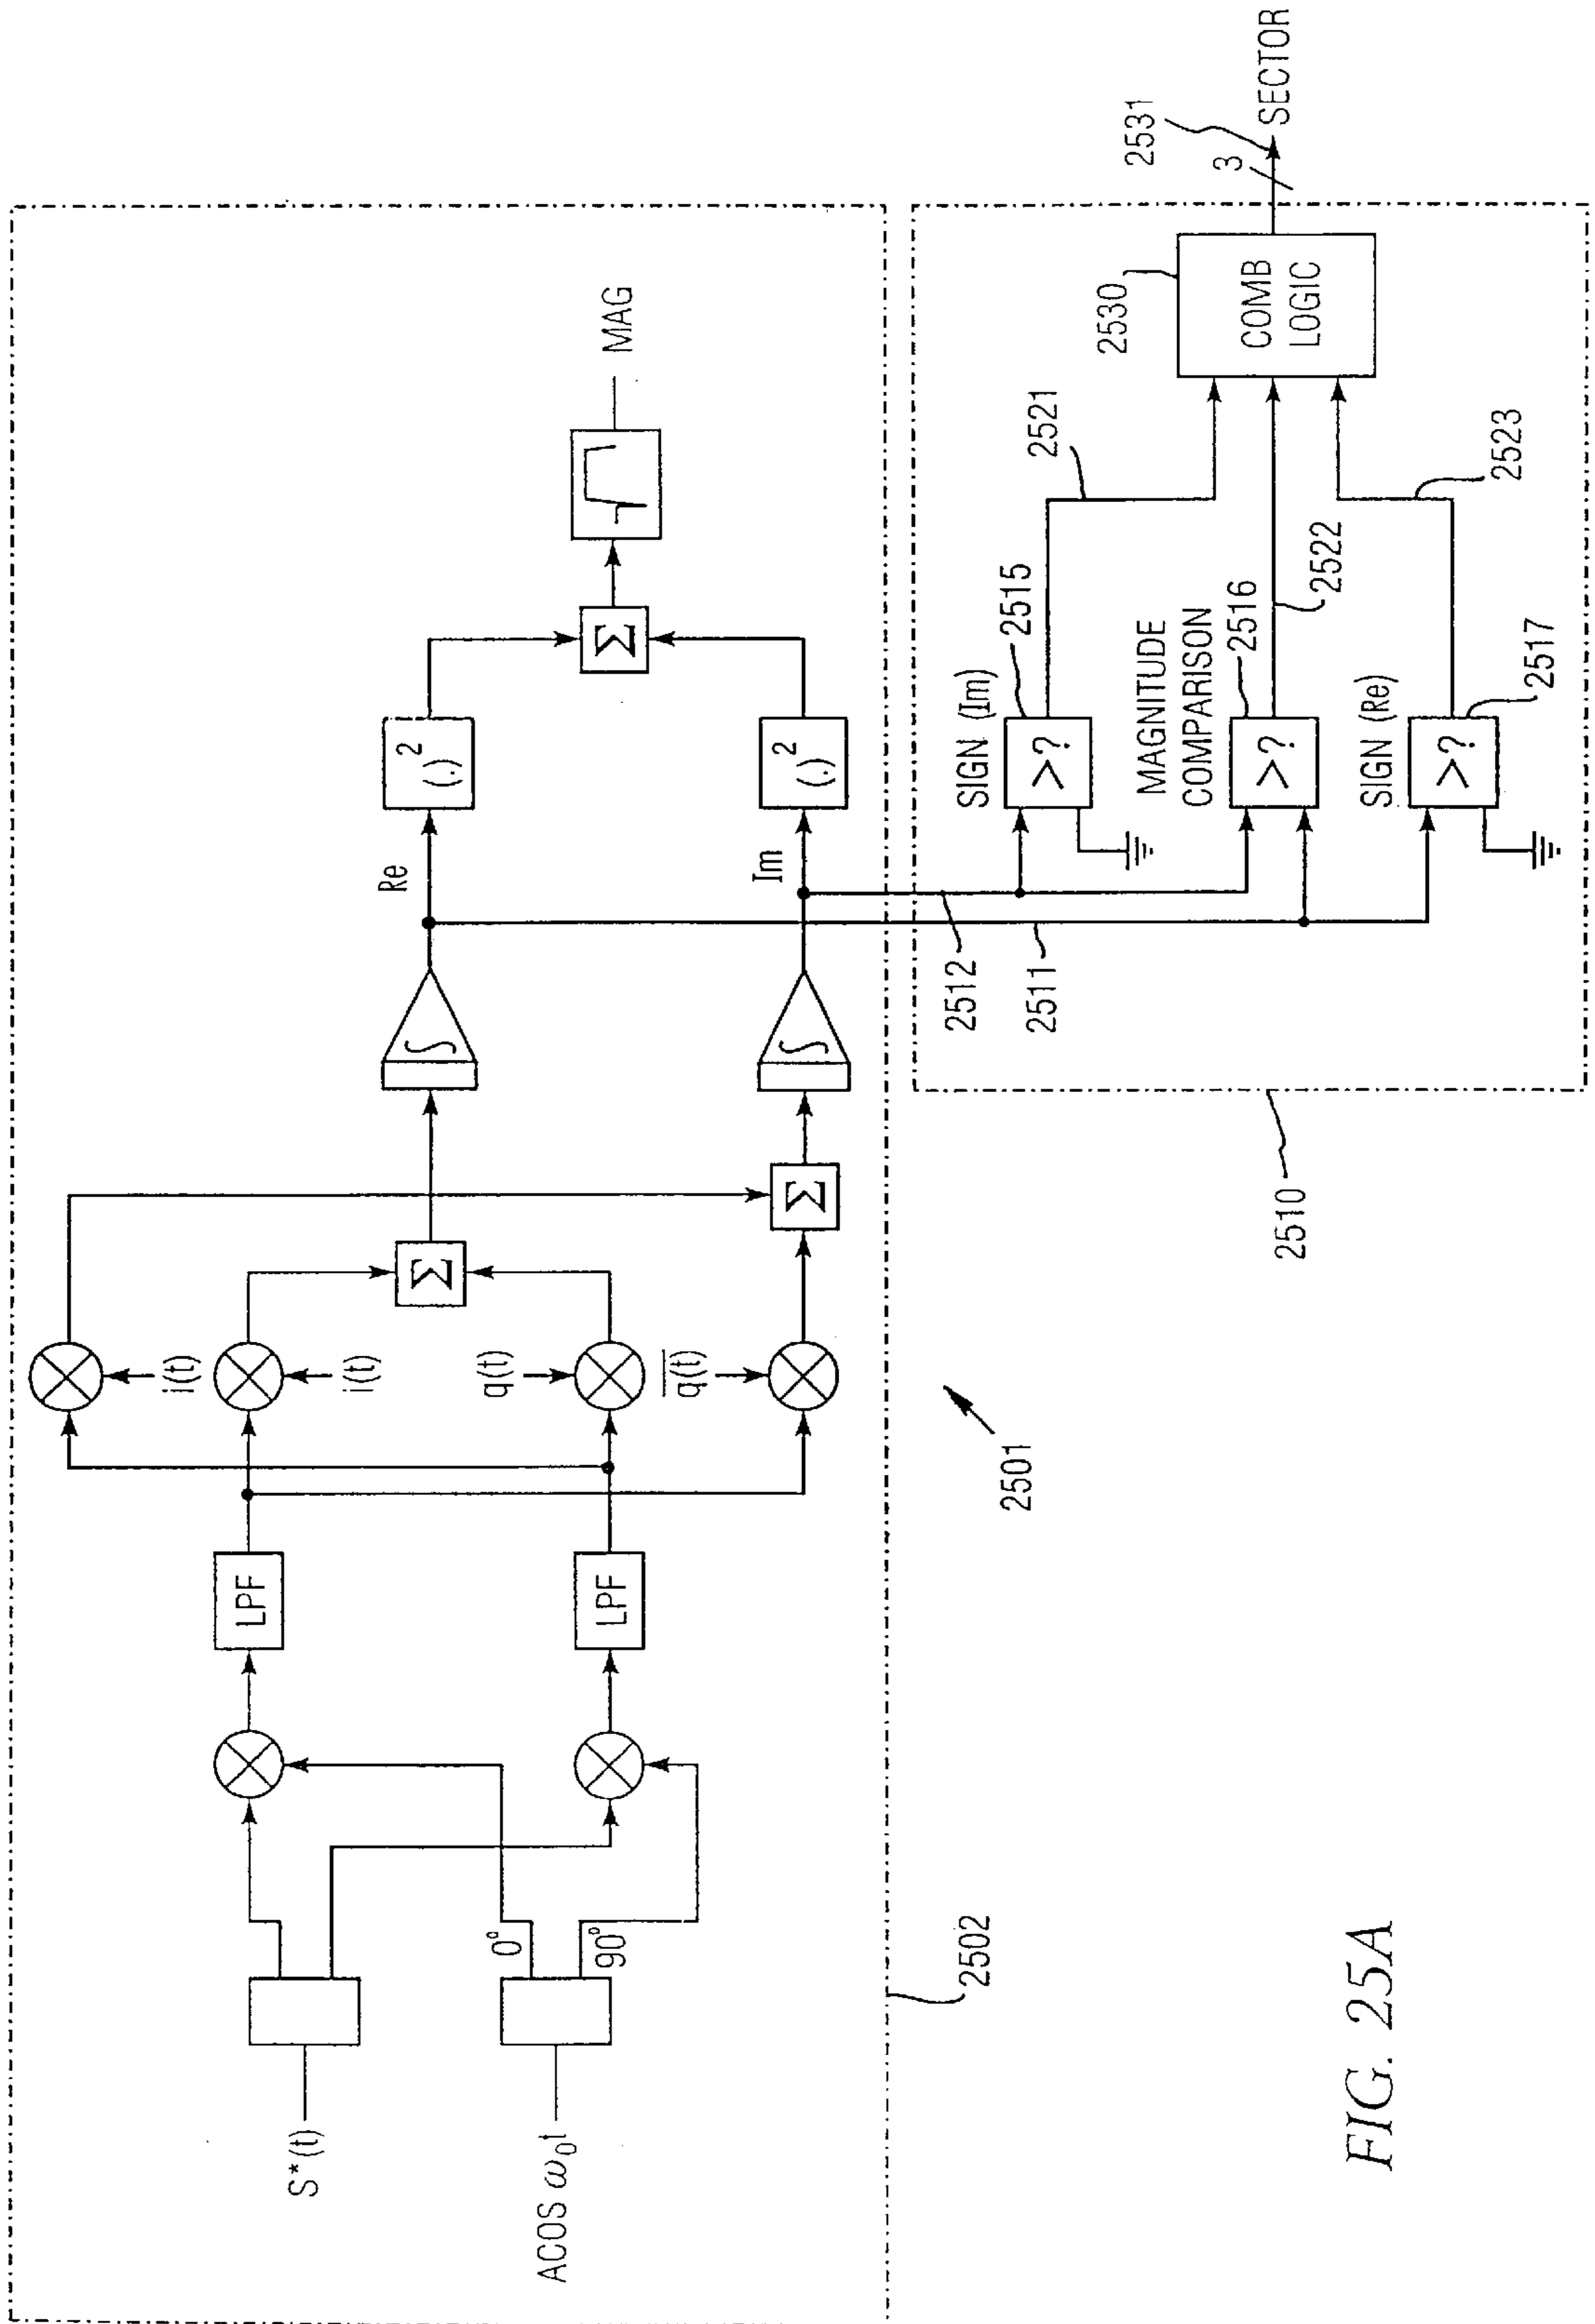 S*(t)
ACOS ω₀t
0°
90°
LPF
LPF
i(t)
i(t)
q(t)
q(t)‾
Σ
Σ
∫
∫
Re
Im
(.)²
(.)²
Σ
MAG
2502
2501
2510
2512
2511
SIGN (Im)
>?
2515
MAGNITUDE
COMPARISON
>?
2516
SIGN (Re)
>?
2517
2521
2522
2523
2530
COMB
LOGIC
3
2531
SECTOR
FIG. 25A